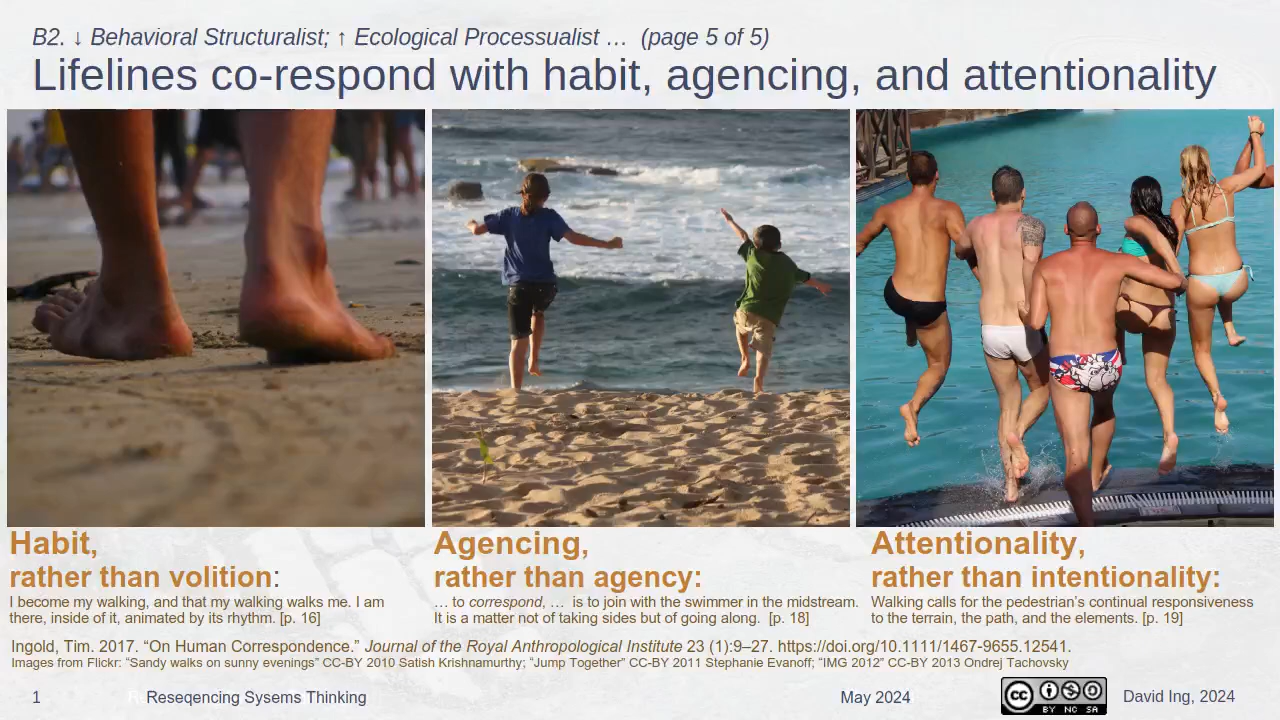 B2. ↓ Behavioral Structuralist; ↑ Ecological Processualist … (page 5 of 5)
Lifelines co-respond with habit, agencing, and attentionality
Habit,
rather than volition:
I become my walking, and that my walking walks me. I am
there, inside of it, animated by its rhythm. [p. 16]
Agencing,
rather than agency:
… to correspond, … is to join with the swimmer in the midstream.
It is a matter not of taking sides but of going along. [p. 18]
Attentionality,
rather than intentionality:
Walking calls for the pedestrian's continual responsiveness
to the terrain, the path, and the elements. [p. 19]
Ingold, Tim. 2017. “On Human Correspondence.” Journal of the Royal Anthropological Institute 23 (1):9–27. https://doi.org/10.1111/1467-9655.12541.
Images from Flickr: “Sandy walks on sunny evenings” CC-BY 2010 Satish Krishnamurthy; “Jump Together” CC-BY 2011 Stephanie Evanoff; “IMG 2012” CC-BY 2013 Ondrej Tachovsky
1 Reseqencing Sysems Thinking May 2024 cc BY NC SA David Ing, 2024